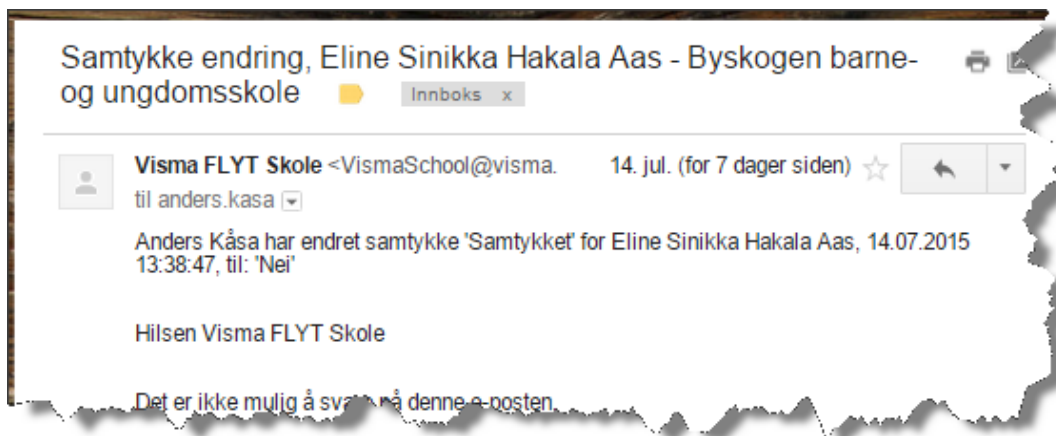 Samtykke endring, Eline Sinikka Hakala Aas - Byskogen barne-
og ungdomsskole Innboks x
Visma FLYT Skole <VismaSchool@visma. 14. jul. (for 7 dager siden)
til anders.kasa
Anders Kåsa har endret samtykke 'Samtykket' for Eline Sinikka Hakala Aas, 14.07.2015
13:38:47, til: 'Nei'
Hilsen Visma FLYT Skole
Det er ikke mulig å svare på denne e-posten